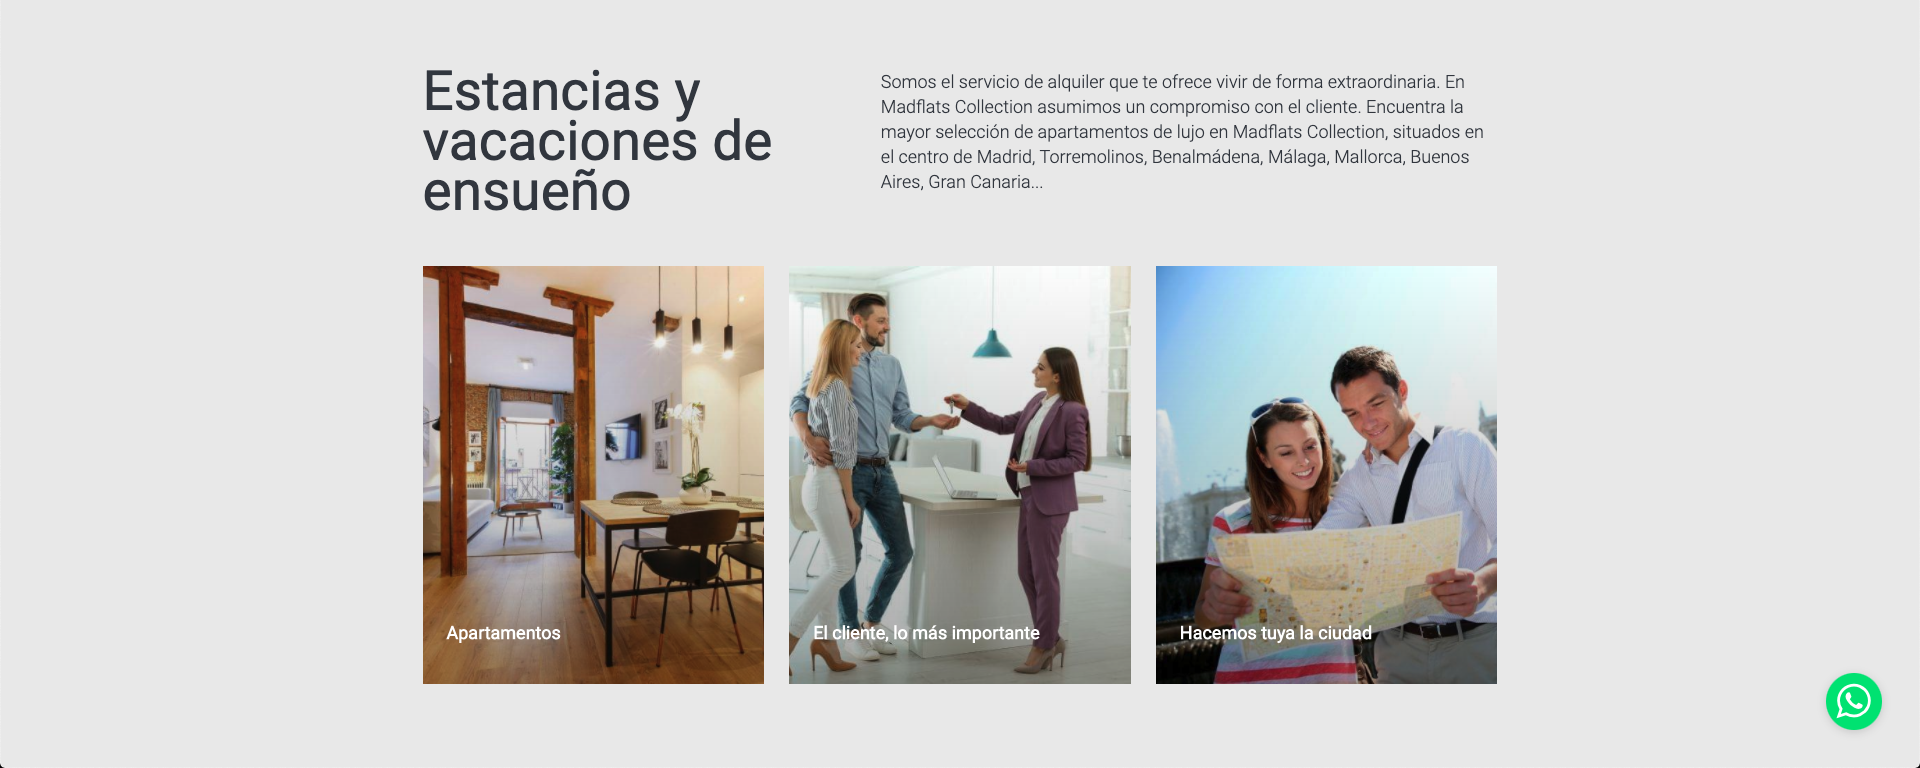 Estancias y
vacaciones de
ensueño
Somos el servicio de alquiler que te ofrece vivir de forma extraordinaria. En
Madflats Collection asumimos un compromiso con el cliente. Encuentra la
mayor selección de apartamentos de lujo en Madflats Collection, situados en
el centro de Madrid, Torremolinos, Benalmádena, Málaga, Mallorca, Buenos
Aires, Gran Canaria...
Apartamentos
El cliente, lo más importante
Hacemos tuya la ciudad